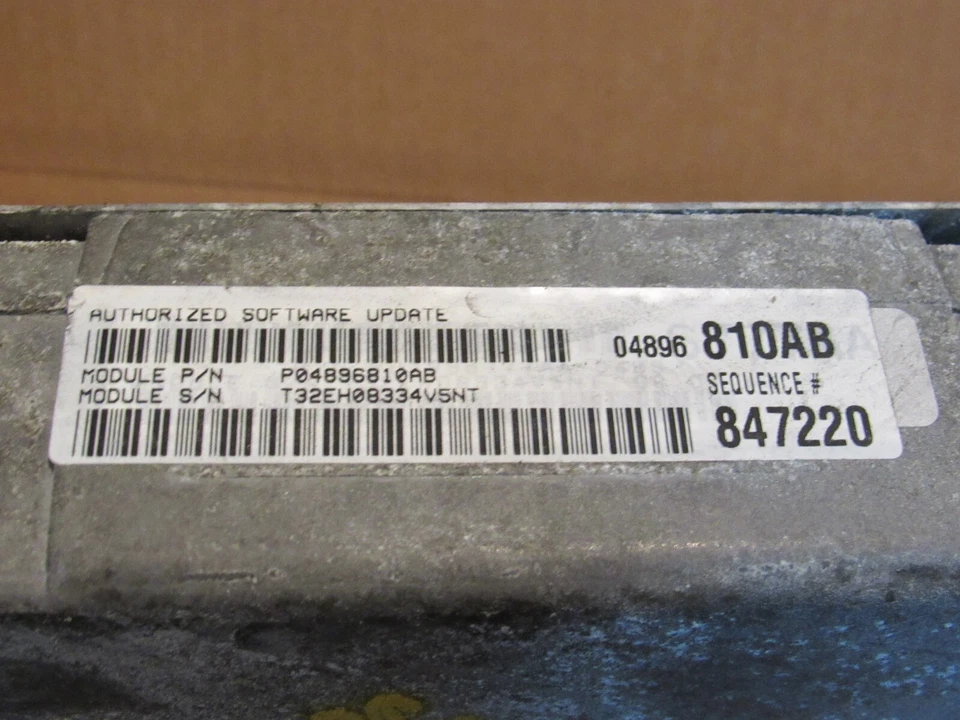 AUTHORIZED SOFTWARE UPDATE
04896 810AB
MODULE P/N P04896810AB
SEQUENCE #
MODULE S/N T32EH08334V5NT
847220